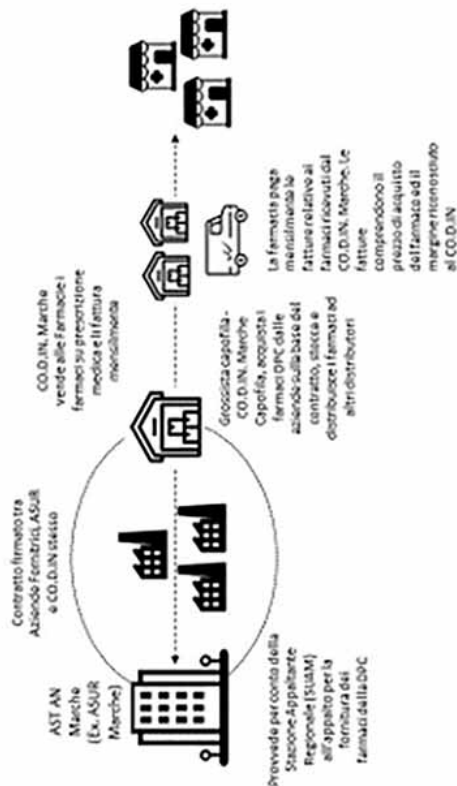 AST AN
Marche
(Ex. ASUR
Marche)
Provvede per conto della
Stazione Appaltante
Regionale (SUAM)
all'appalto per la
fornitura dei
farmaci della DPC
Contratto firmato tra
Aziende Fornitrici, ASUR
e CO.D.IN stesso
Grossista capofila -
CO.D.IN. Marche
Capofila, acquista i
farmaci DPC dalle
aziende sulla base del
contratto, stocca e
distribuisce i farmaci ad
altri distributori
CO.D.IN. Marche
vende alle Farmacie i
farmaci su prescrizione
medica e li fattura
mensilmente
La farmacia paga
mensilmente le
fatture relative ai
farmaci ricevuti dal
CO.D.IN. Marche. Le
fatture
comprendono il
prezzo di acquisto
del farmaco ed il
margine riconosciuto
al CO.D.IN